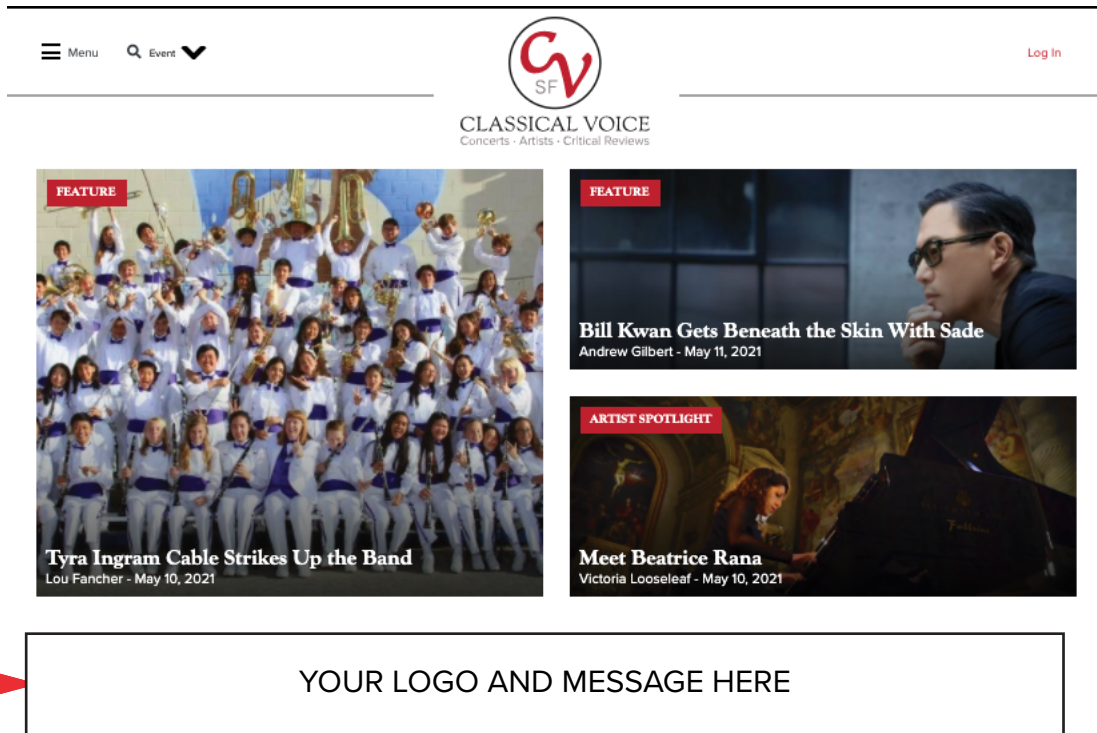 Menu
Event
CV
SF
CLASSICAL VOICE
Concerts · Artists · Critical Reviews
Log In
FEATURE
Tyra Ingram Cable Strikes Up the Band
Lou Fancher - May 10, 2021
FEATURE
Bill Kwan Gets Beneath the Skin With Sade
Andrew Gilbert - May 11, 2021
ARTIST SPOTLIGHT
Meet Beatrice Rana
Victoria Looseleaf - May 10, 2021
YOUR LOGO AND MESSAGE HERE